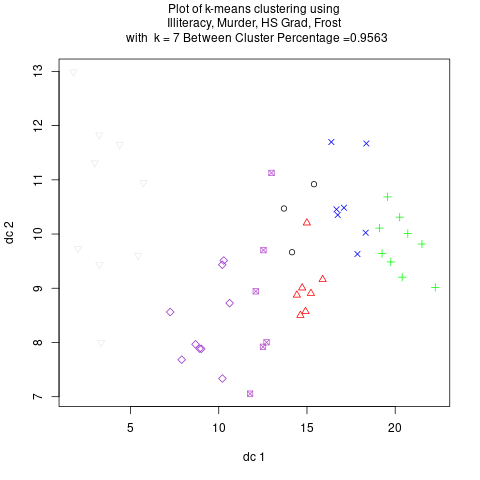 Plot of k-means clustering using
Illiteracy, Murder, HS Grad, Frost
with  k = 7 Between Cluster Percentage =0.9563
13
12
11
10
9
8
7
dc 2
5 10 15 20
dc 1